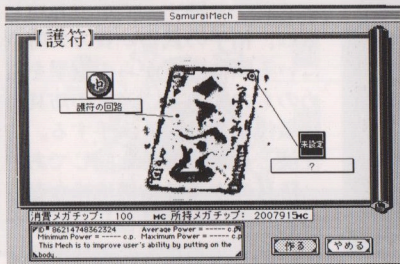 SamuraiMech
【護符】
護符の回路
未設定
?
消費メガチップ: 100 MC 所持メガチップ: 2007915MC
ID# 86214748362324 Average Power = ----- c.p.
Minimum Power = ----- c.p. Maximum Power = ----- c.p.
This Mech is to improve user's ability by putting on the
body.
作る やめる